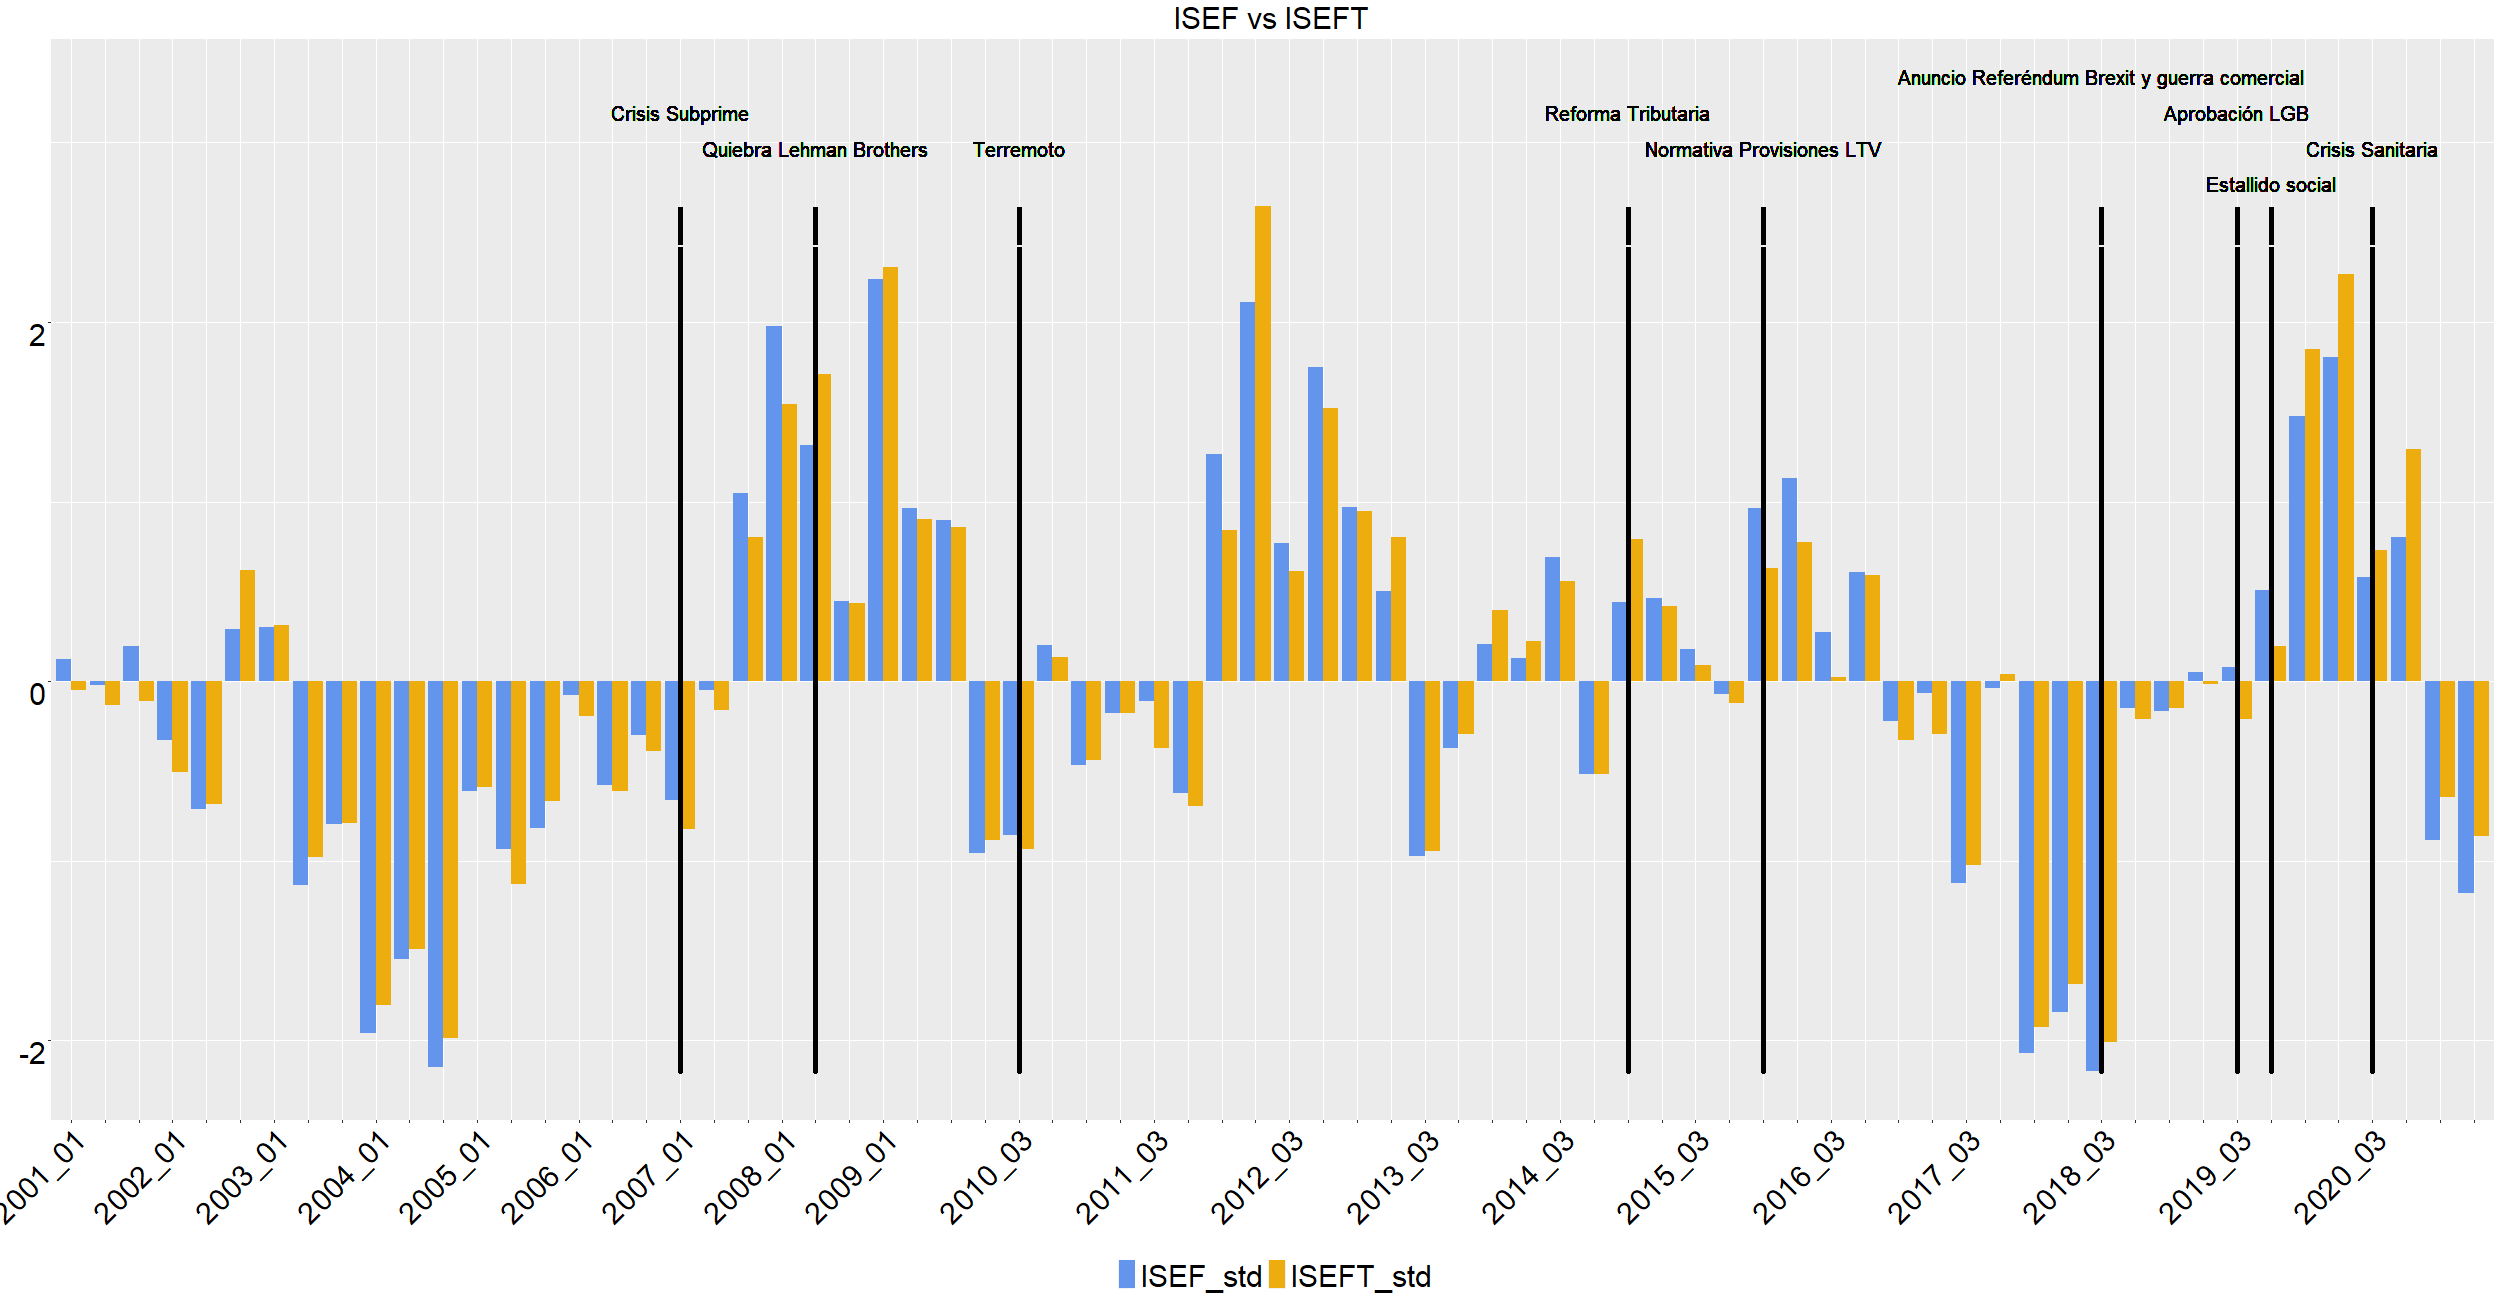 ISEF vs ISEFT
Anuncio Referéndum Brexit y guerra comercial
Crisis Subprime
Reforma Tributaria
Aprobación LGB
Quiebra Lehman Brothers
Terremoto
Normativa Provisiones LTV
Crisis Sanitaria
Estallido social
2
0
-2
2001_01
2002_01
2003_01
2004_01
2005_01
2006_01
2007_01
2008_01
2009_01
2010_03
2011_03
2012_03
2013_03
2014_03
2015_03
2016_03
2017_03
2018_03
2019_03
2020_03
ISEF_std
ISEFT_std